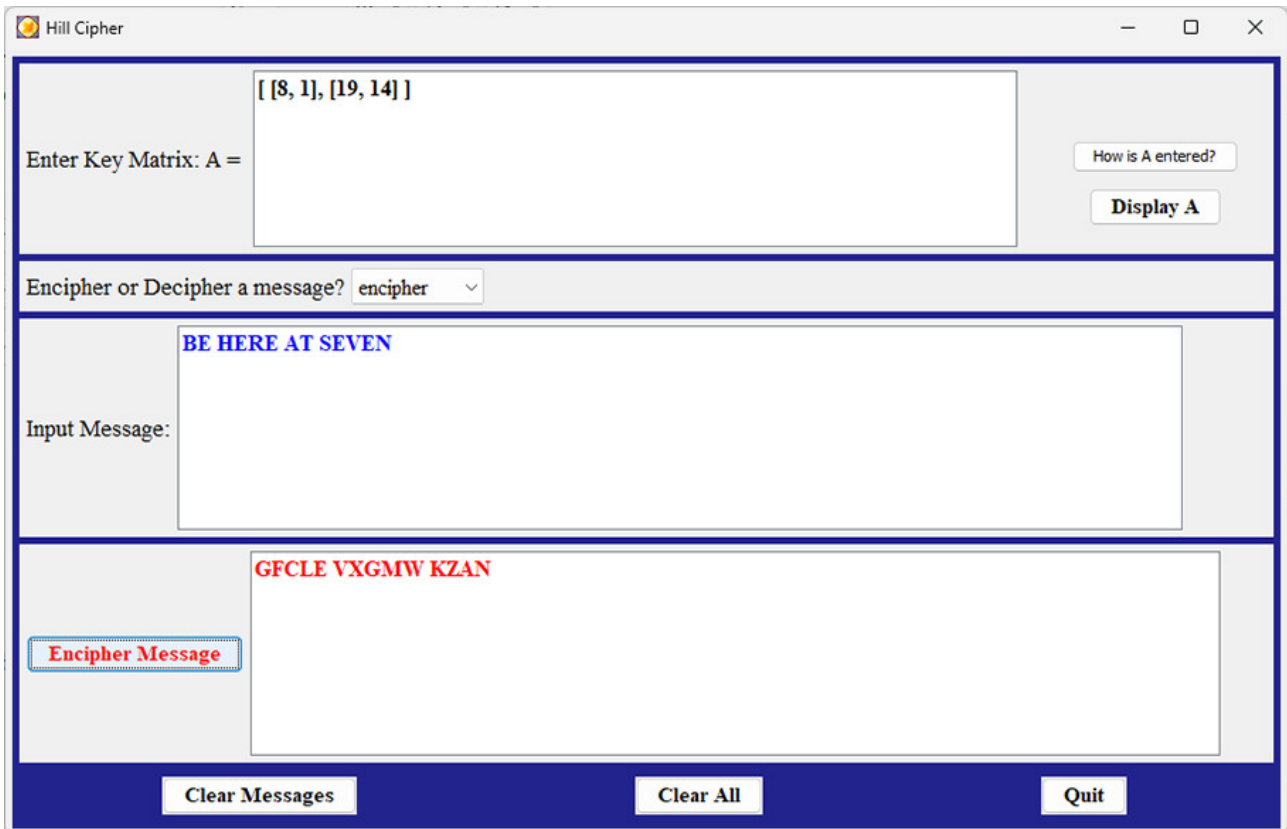 Hill Cipher
[ [8, 1], [19, 14] ]
Enter Key Matrix: A =
How is A entered?
Display A
Encipher or Decipher a message? encipher
BE HERE AT SEVEN
Input Message:
GFCLE VXGMW KZAN
Encipher Message
Clear Messages
Clear All
Quit